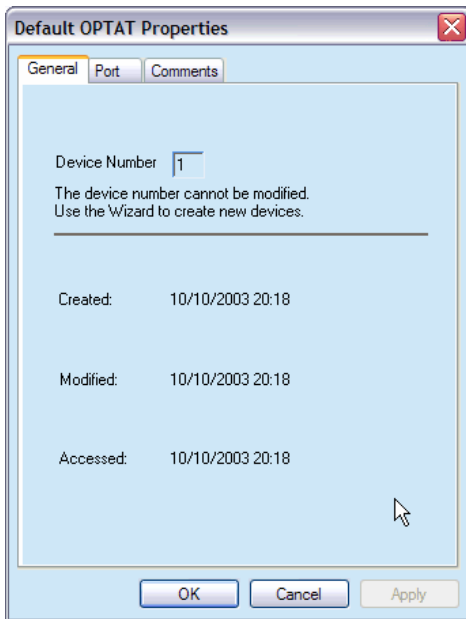 Default OPTAT Properties
General Port Comments
Device Number 1
The device number cannot be modified.
Use the Wizard to create new devices.
Created: 10/10/2003 20:18
Modified: 10/10/2003 20:18
Accessed: 10/10/2003 20:18
OK Cancel Apply